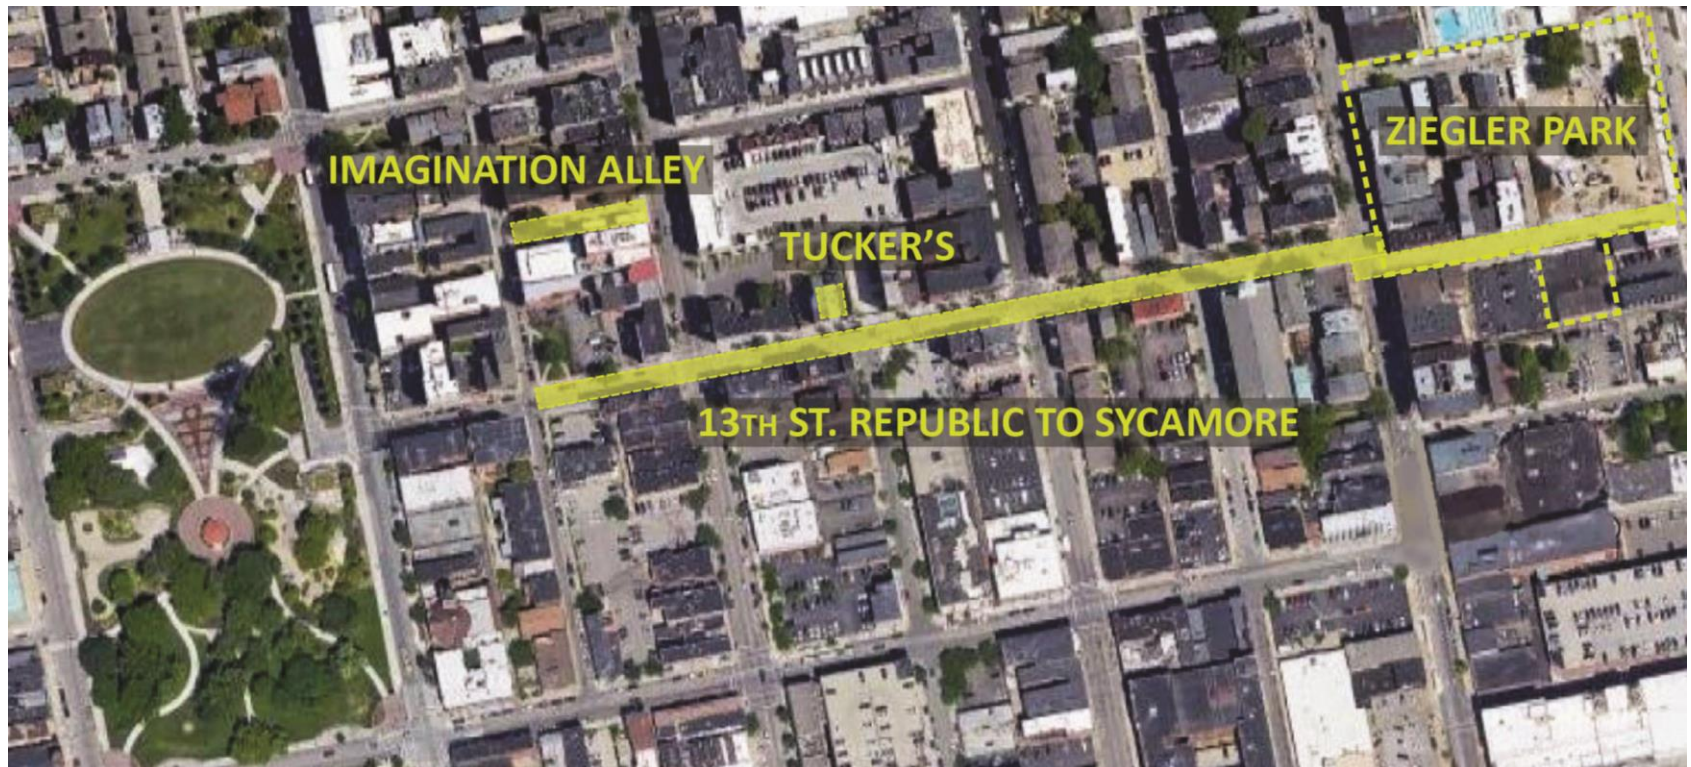 IMAGINATION ALLEY
ZIEGLER PARK
TUCKER'S
13TH ST. REPUBLIC TO SYCAMORE